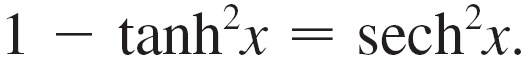 1 − tanh²x = sech²x.